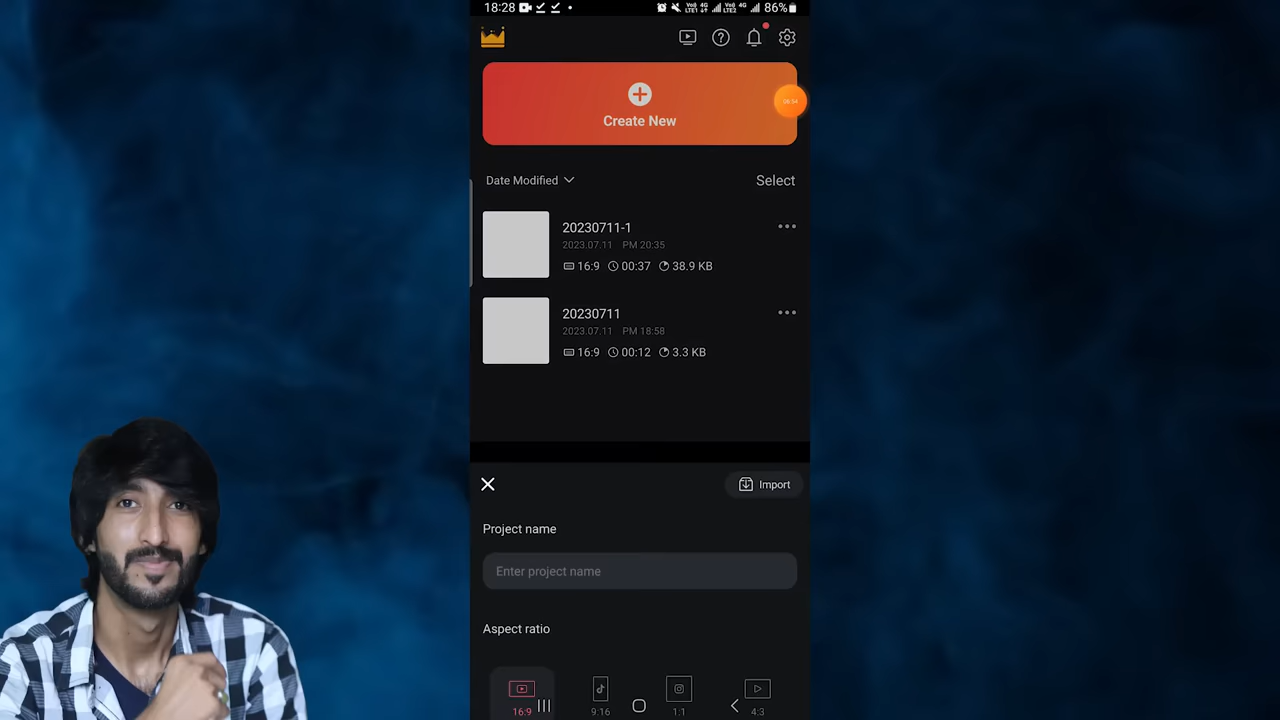 18:28
86%
Create New
Date Modified
Select
20230711-1
2023.07.11 PM 20:35
16:9 00:37 38.9 KB
20230711
2023.07.11 PM 18:58
16:9 00:12 3.3 KB
Import
Project name
Enter project name
Aspect ratio
16:9
9:16
1:1
4:3